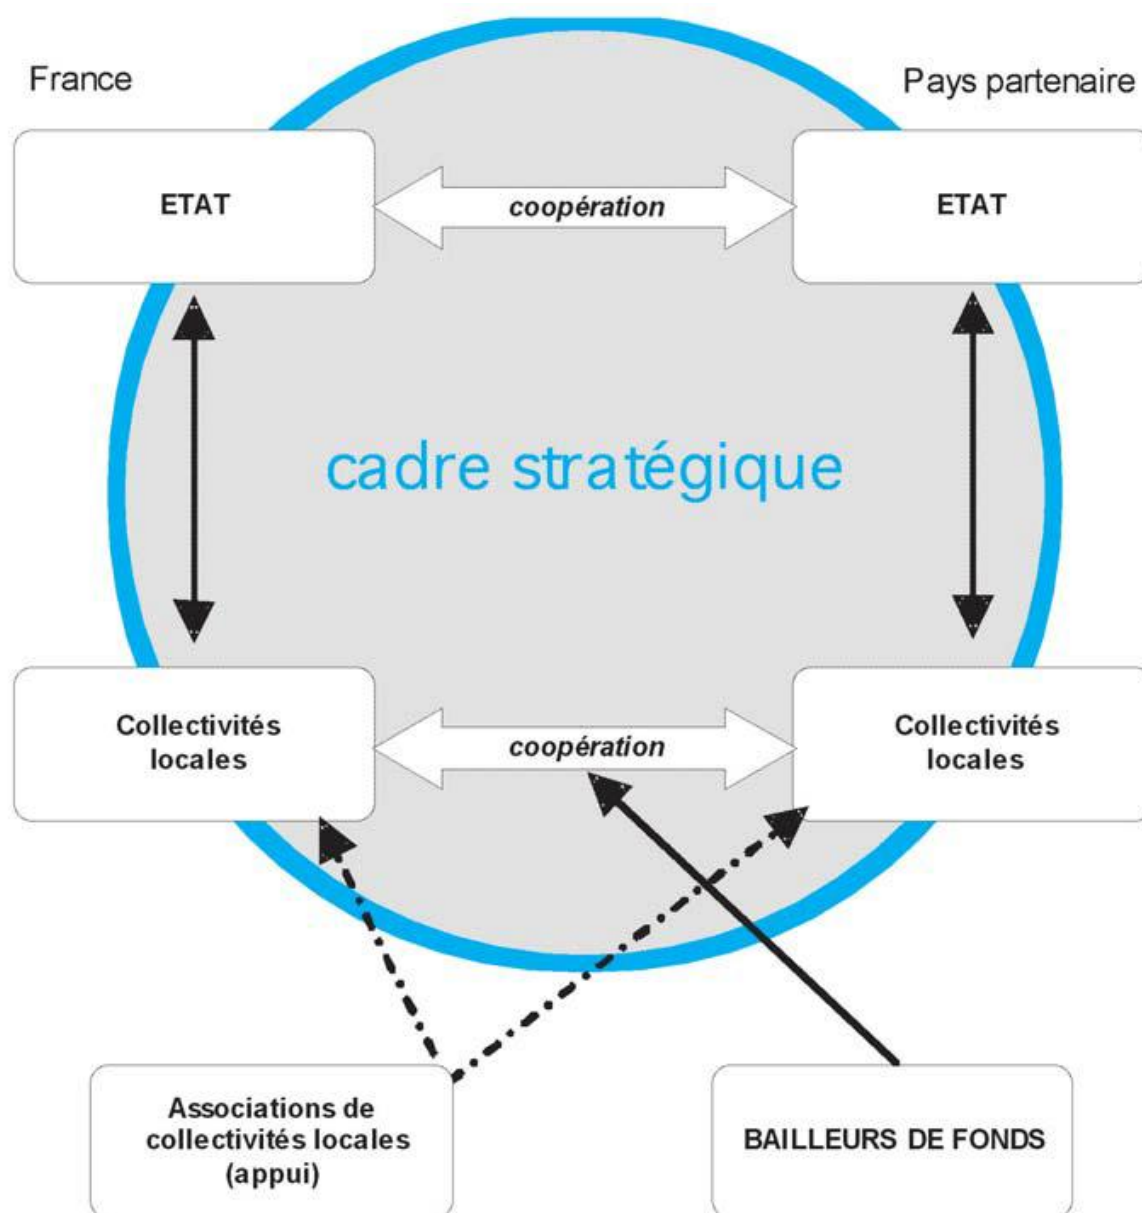 France
Pays partenaire
ETAT
coopération
ETAT
cadre stratégique
Collectivités
locales
coopération
Collectivités
locales
Associations de
collectivités locales
(appui)
BAILLEURS DE FONDS